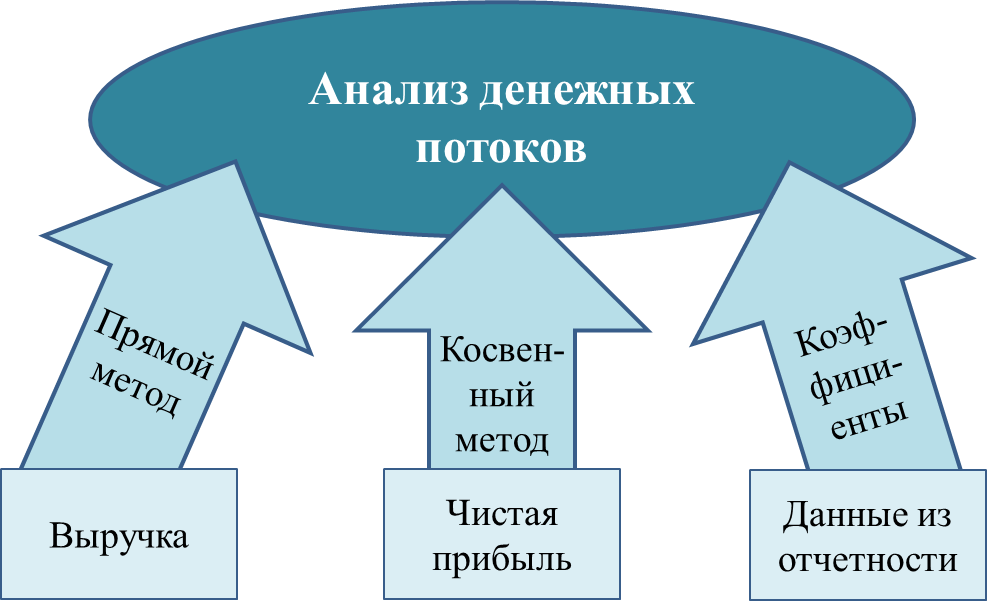 Анализ денежных
потоков
Прямой
метод
Косвен-
ный
метод
Коэф-
фици-
енты
Выручка
Чистая
прибыль
Данные из
отчетности